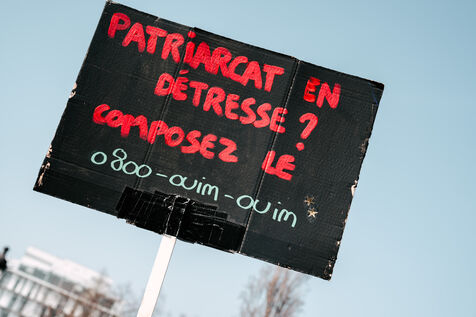 PATRIARCAT EN
DÉTRESSE ?
COMPOSEZ LE
0800-OUIM-OUIM